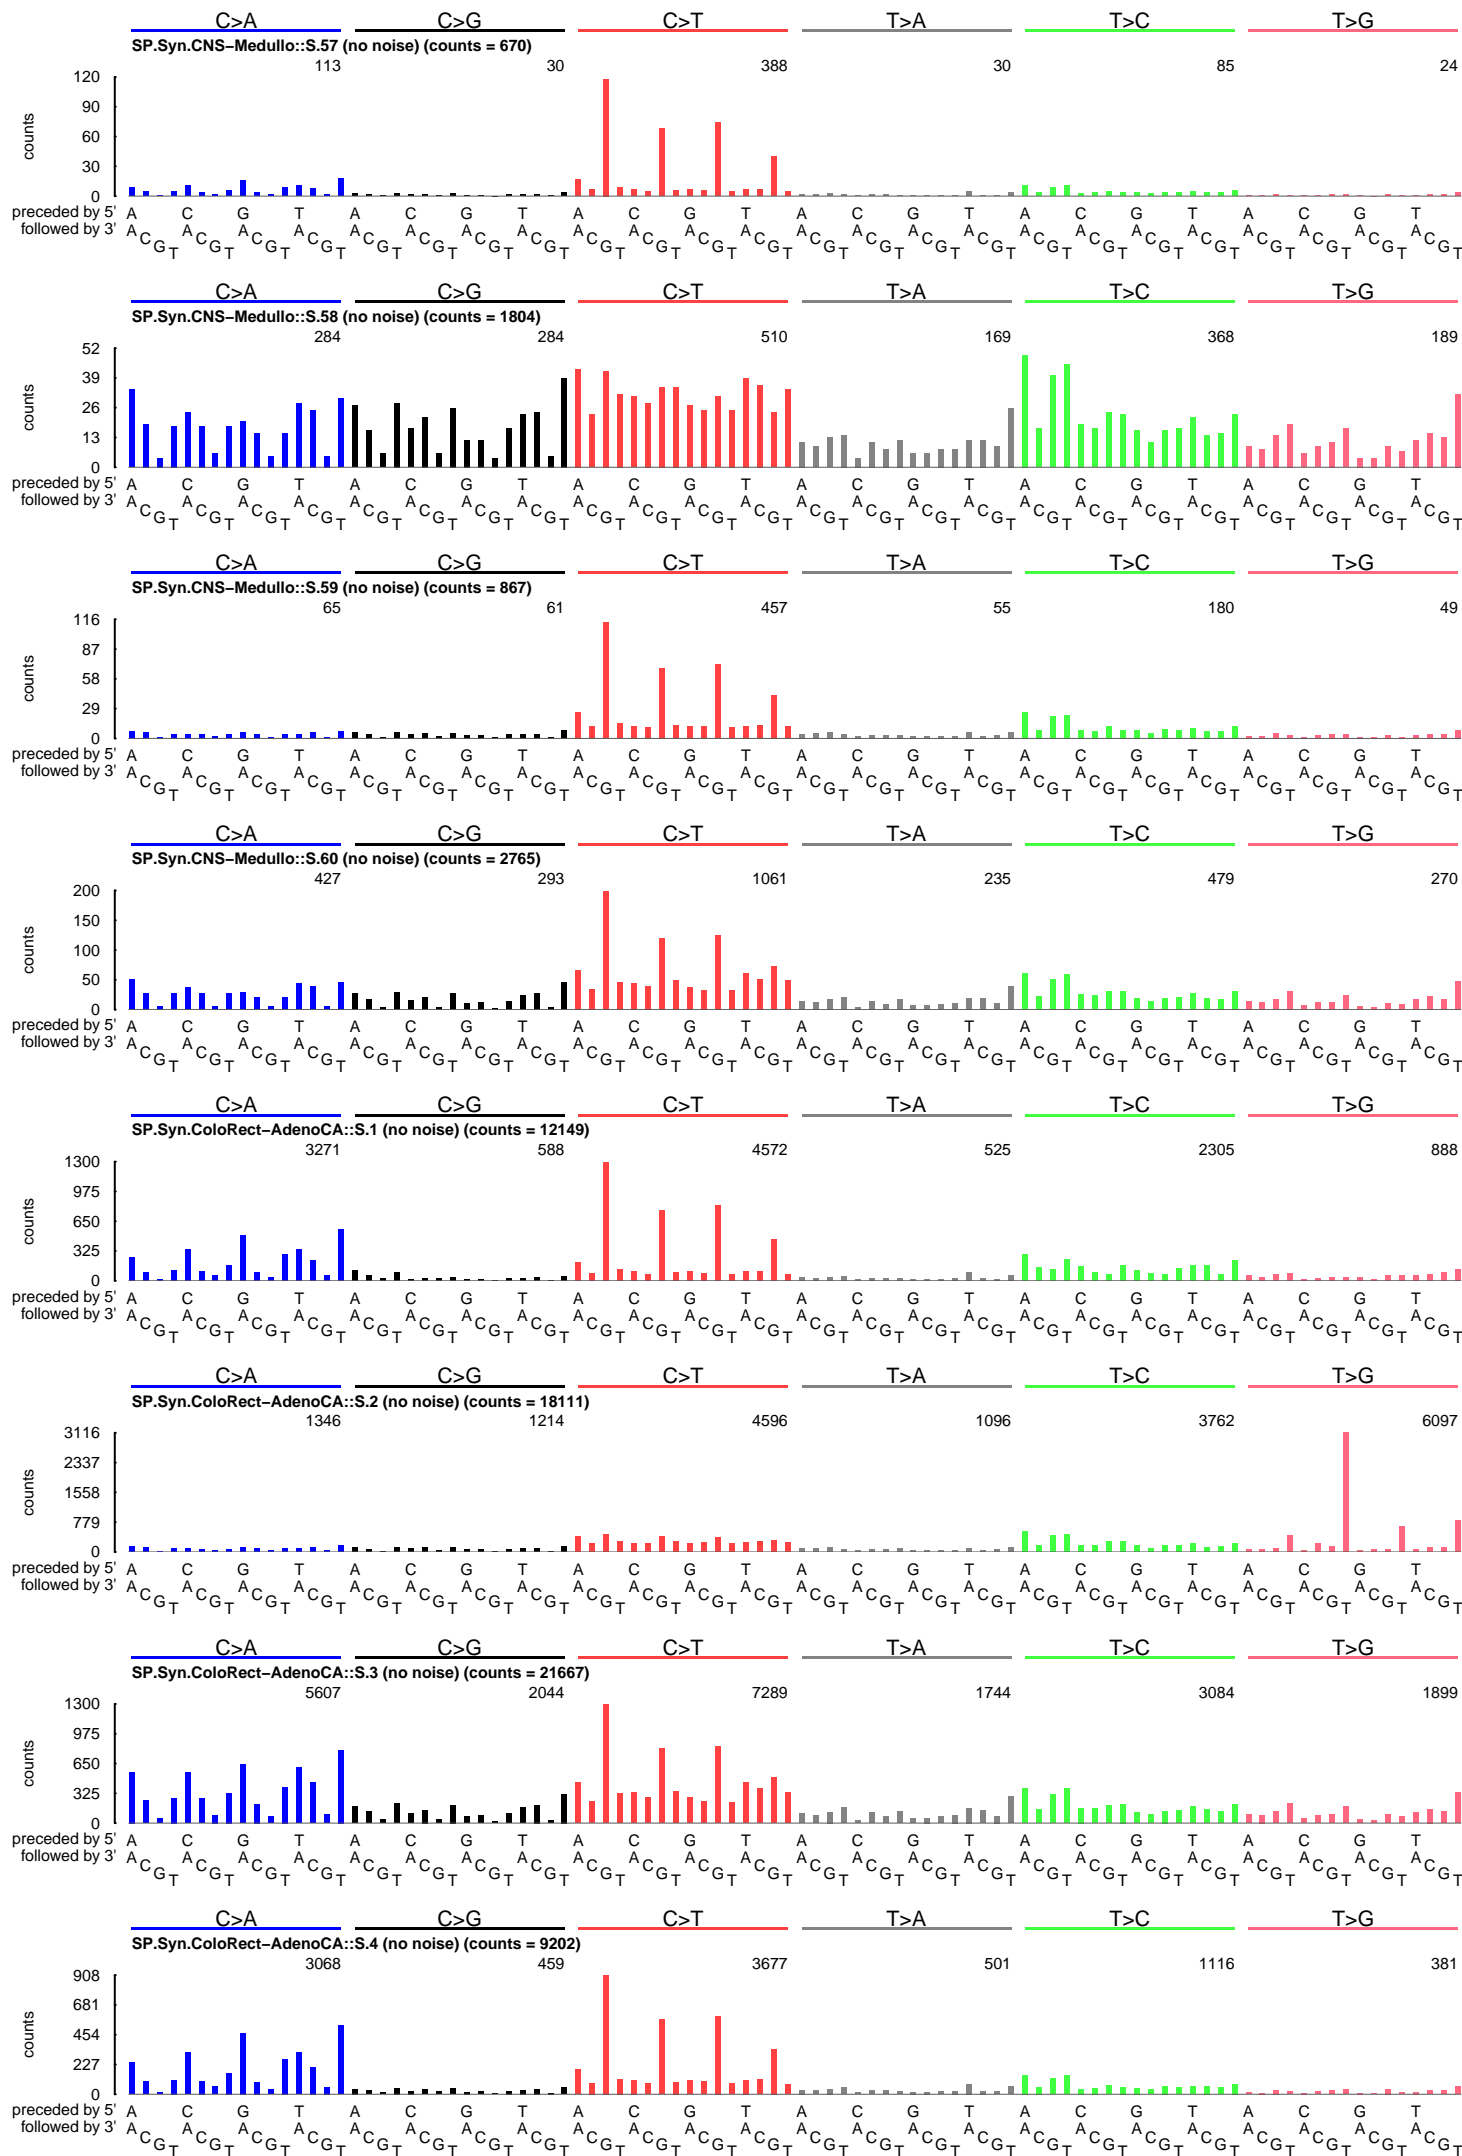 C>A C>G C>T T>A T>C T>G
SP.Syn.CNS−Medullo::S.57 (no noise) (counts = 670)
113 30 388 30 85 24
120
90
60
30
0
counts
preceded by 5' A C G T A C G T A C G T A C G T A C G T A C G T
followed by 3' A C G T A C G T A C G T A C G T A C G T A C G T A C G T A C G T A C G T A C G T A C G T A C G T A C G T A C G T A C G T A C G T A C G T A C G T A C G T A C G T A C G T A C G T A C G T A C G T
C>A C>G C>T T>A T>C T>G
SP.Syn.CNS−Medullo::S.58 (no noise) (counts = 1804)
284 284 510 169 368 189
52
39
26
13
0
counts
preceded by 5' A C G T A C G T A C G T A C G T A C G T A C G T
followed by 3' A C G T A C G T A C G T A C G T A C G T A C G T A C G T A C G T A C G T A C G T A C G T A C G T A C G T A C G T A C G T A C G T A C G T A C G T A C G T A C G T A C G T A C G T A C G T A C G T
C>A C>G C>T T>A T>C T>G
SP.Syn.CNS−Medullo::S.59 (no noise) (counts = 867)
65 61 457 55 180 49
116
87
58
29
0
counts
preceded by 5' A C G T A C G T A C G T A C G T A C G T A C G T
followed by 3' A C G T A C G T A C G T A C G T A C G T A C G T A C G T A C G T A C G T A C G T A C G T A C G T A C G T A C G T A C G T A C G T A C G T A C G T A C G T A C G T A C G T A C G T A C G T A C G T
C>A C>G C>T T>A T>C T>G
SP.Syn.CNS−Medullo::S.60 (no noise) (counts = 2765)
427 293 1061 235 479 270
200
150
100
50
0
counts
preceded by 5' A C G T A C G T A C G T A C G T A C G T A C G T
followed by 3' A C G T A C G T A C G T A C G T A C G T A C G T A C G T A C G T A C G T A C G T A C G T A C G T A C G T A C G T A C G T A C G T A C G T A C G T A C G T A C G T A C G T A C G T A C G T A C G T
C>A C>G C>T T>A T>C T>G
SP.Syn.ColoRect−AdenoCA::S.1 (no noise) (counts = 12149)
3271 588 4572 525 2305 888
1300
975
650
325
0
counts
preceded by 5' A C G T A C G T A C G T A C G T A C G T A C G T
followed by 3' A C G T A C G T A C G T A C G T A C G T A C G T A C G T A C G T A C G T A C G T A C G T A C G T A C G T A C G T A C G T A C G T A C G T A C G T A C G T A C G T A C G T A C G T A C G T A C G T
C>A C>G C>T T>A T>C T>G
SP.Syn.ColoRect−AdenoCA::S.2 (no noise) (counts = 18111)
1346 1214 4596 1096 3762 6097
3116
2337
1558
779
0
counts
preceded by 5' A C G T A C G T A C G T A C G T A C G T A C G T
followed by 3' A C G T A C G T A C G T A C G T A C G T A C G T A C G T A C G T A C G T A C G T A C G T A C G T A C G T A C G T A C G T A C G T A C G T A C G T A C G T A C G T A C G T A C G T A C G T A C G T
C>A C>G C>T T>A T>C T>G
SP.Syn.ColoRect−AdenoCA::S.3 (no noise) (counts = 21667)
5607 2044 7289 1744 3084 1899
1300
975
650
325
0
counts
preceded by 5' A C G T A C G T A C G T A C G T A C G T A C G T
followed by 3' A C G T A C G T A C G T A C G T A C G T A C G T A C G T A C G T A C G T A C G T A C G T A C G T A C G T A C G T A C G T A C G T A C G T A C G T A C G T A C G T A C G T A C G T A C G T A C G T
C>A C>G C>T T>A T>C T>G
SP.Syn.ColoRect−AdenoCA::S.4 (no noise) (counts = 9202)
3068 459 3677 501 1116 381
908
681
454
227
0
counts
preceded by 5' A C G T A C G T A C G T A C G T A C G T A C G T
followed by 3' A C G T A C G T A C G T A C G T A C G T A C G T A C G T A C G T A C G T A C G T A C G T A C G T A C G T A C G T A C G T A C G T A C G T A C G T A C G T A C G T A C G T A C G T A C G T A C G T